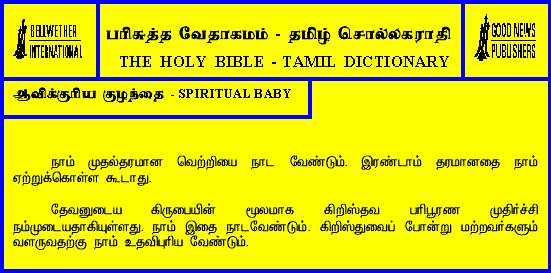 BELLWETHER
INTERNATIONAL
பரிசுத்த வேதாகமம் - தமிழ் சொல்லகராதி
THE HOLY BIBLE - TAMIL DICTIONARY
GOOD NEWS
PUBLISHERS
ஆவிக்குரிய குழந்தை - SPIRITUAL BABY
நாம் முதல்தரமான வெற்றியை நாட வேண்டும். இரண்டாம் தரமானதை நாம்
ஏற்றுக்கொள்ள கூடாது.
தேவனுடைய கிருபையின் மூலமாக கிறிஸ்தவ பரிபூரண முதிர்ச்சி
நம்முடையதாகியுள்ளது. நாம் இதை நாடவேண்டும். கிறிஸ்துவைப் போன்று மற்றவர்களும்
வளருவதற்கு நாம் உதவிபுரிய வேண்டும்.